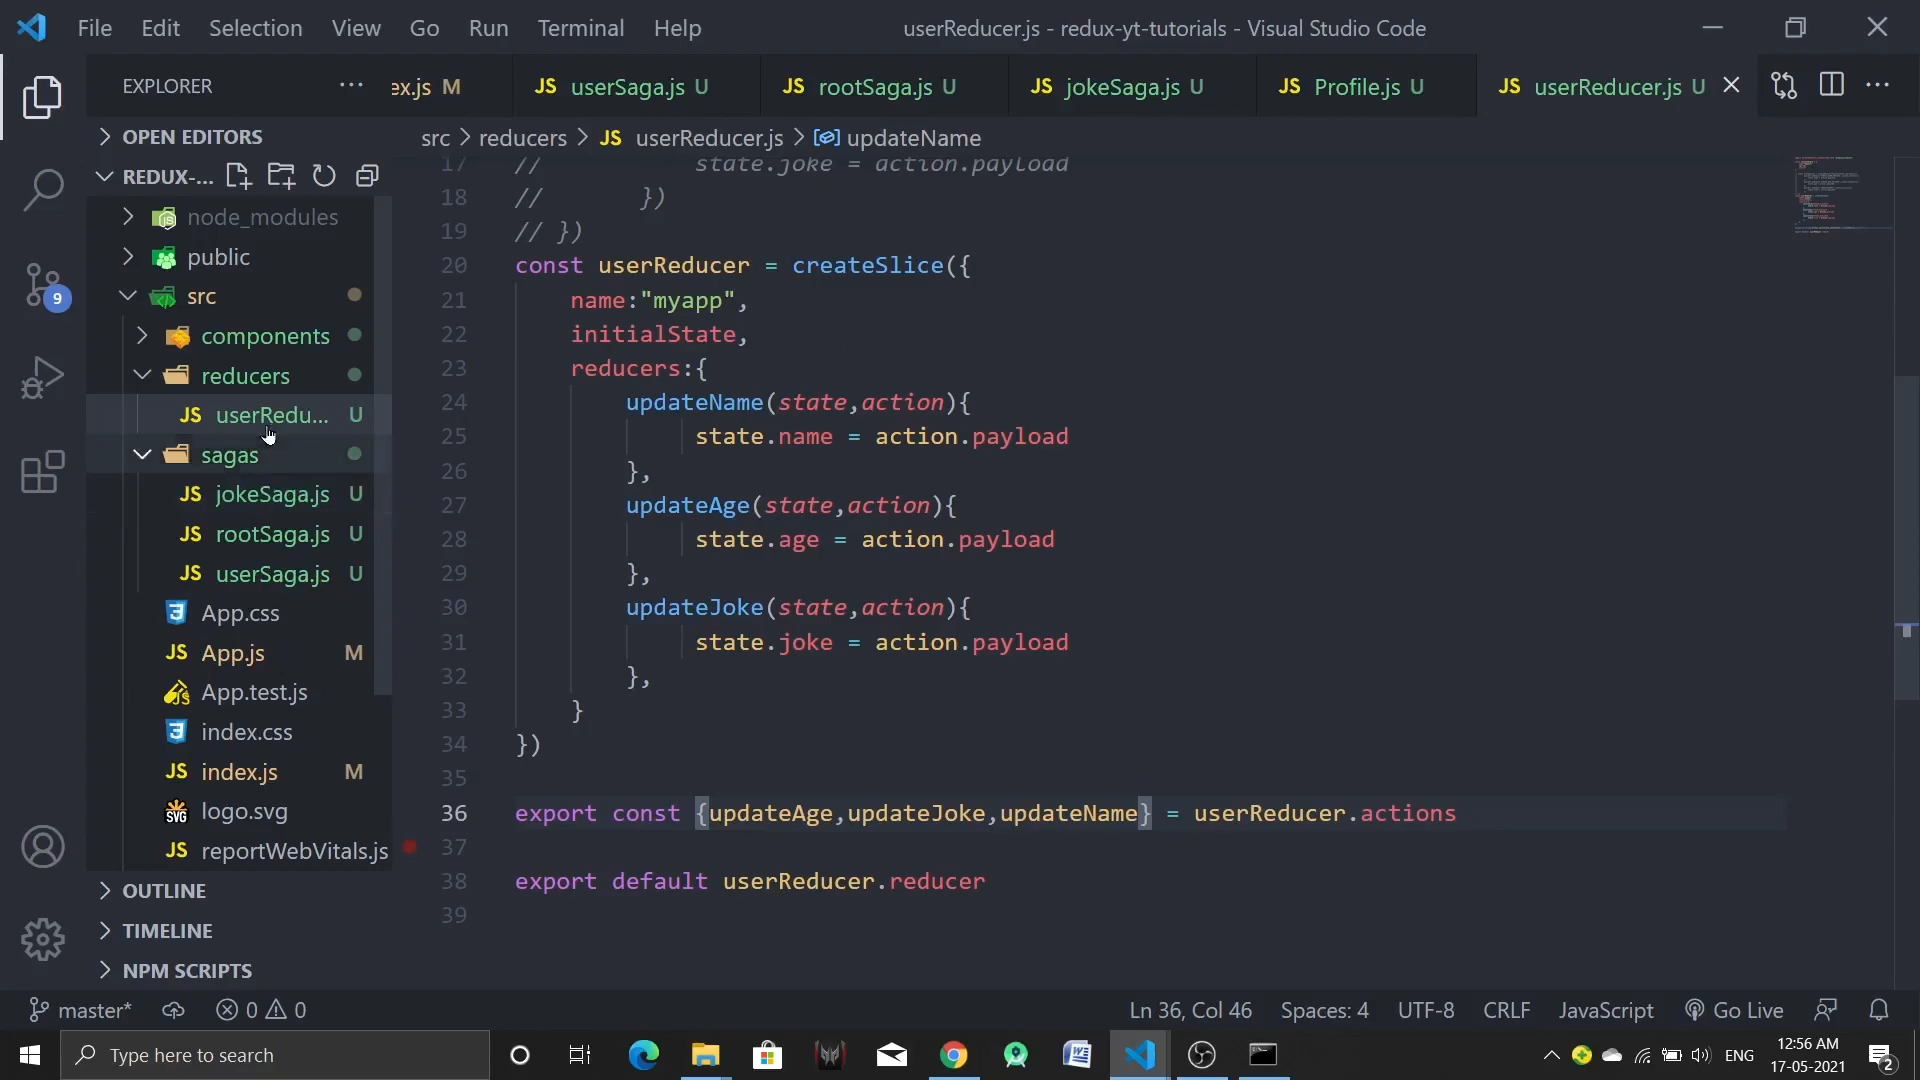 File Edit Selection View Go Run Terminal Help
userReducer.js - redux-yt-tutorials - Visual Studio Code
EXPLORER
ex.js M
JS userSaga.js U
JS rootSaga.js U
JS jokeSaga.js U
JS Profile.js U
JS userReducer.js U
OPEN EDITORS
src > reducers > JS userReducer.js > updateName
REDUX-...
node_modules
public
src
components
reducers
JS userRedu... U
sagas
JS jokeSaga.js U
JS rootSaga.js U
JS userSaga.js U
App.css
JS App.js M
App.test.js
index.css
JS index.js M
SVG logo.svg
JS reportWebVitals.js
OUTLINE
TIMELINE
NPM SCRIPTS
9
17 //         state.joke = action.payload
18 //     })
19 // })
20 const userReducer = createSlice({
21     name:"myapp",
22     initialState,
23     reducers:{
24         updateName(state,action){
25             state.name = action.payload
26         },
27         updateAge(state,action){
28             state.age = action.payload
29         },
30         updateJoke(state,action){
31             state.joke = action.payload
32         },
33     }
34 })
35
36 export const {updateAge,updateJoke,updateName} = userReducer.actions
37
38 export default userReducer.reducer
39
master* 0 0
Ln 36, Col 46 Spaces: 4 UTF-8 CRLF JavaScript Go Live
Type here to search
ENG
12:56 AM
17-05-2021
2